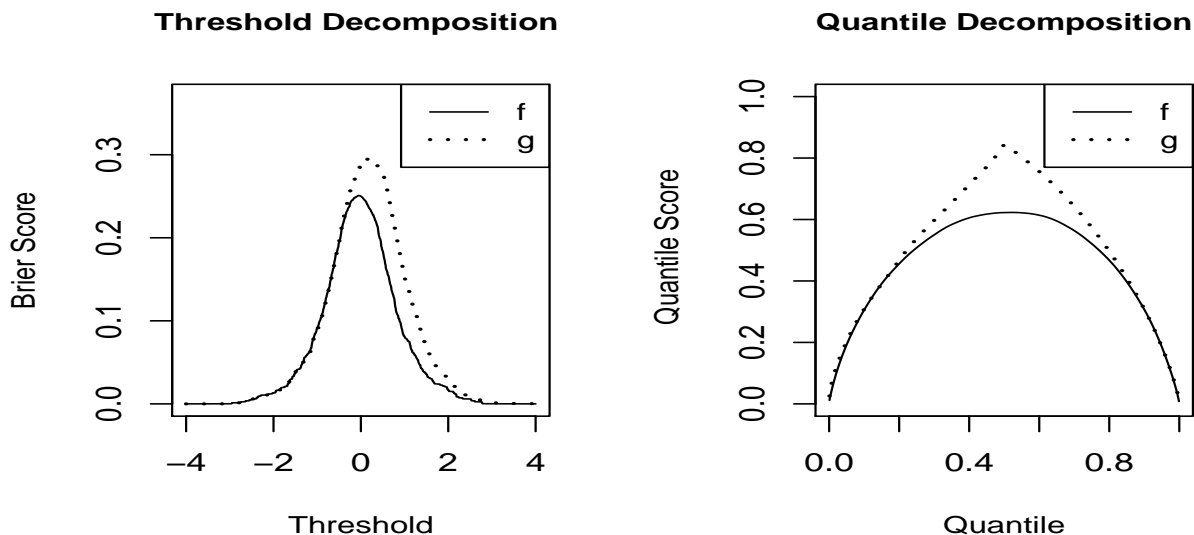 Threshold Decomposition
Brier Score
0.0
0.1
0.2
0.3
f
g
−4
−2
0
2
4
Threshold
Quantile Decomposition
Quantile Score
0.0
0.2
0.4
0.6
0.8
1.0
f
g
0.0
0.4
0.8
Quantile